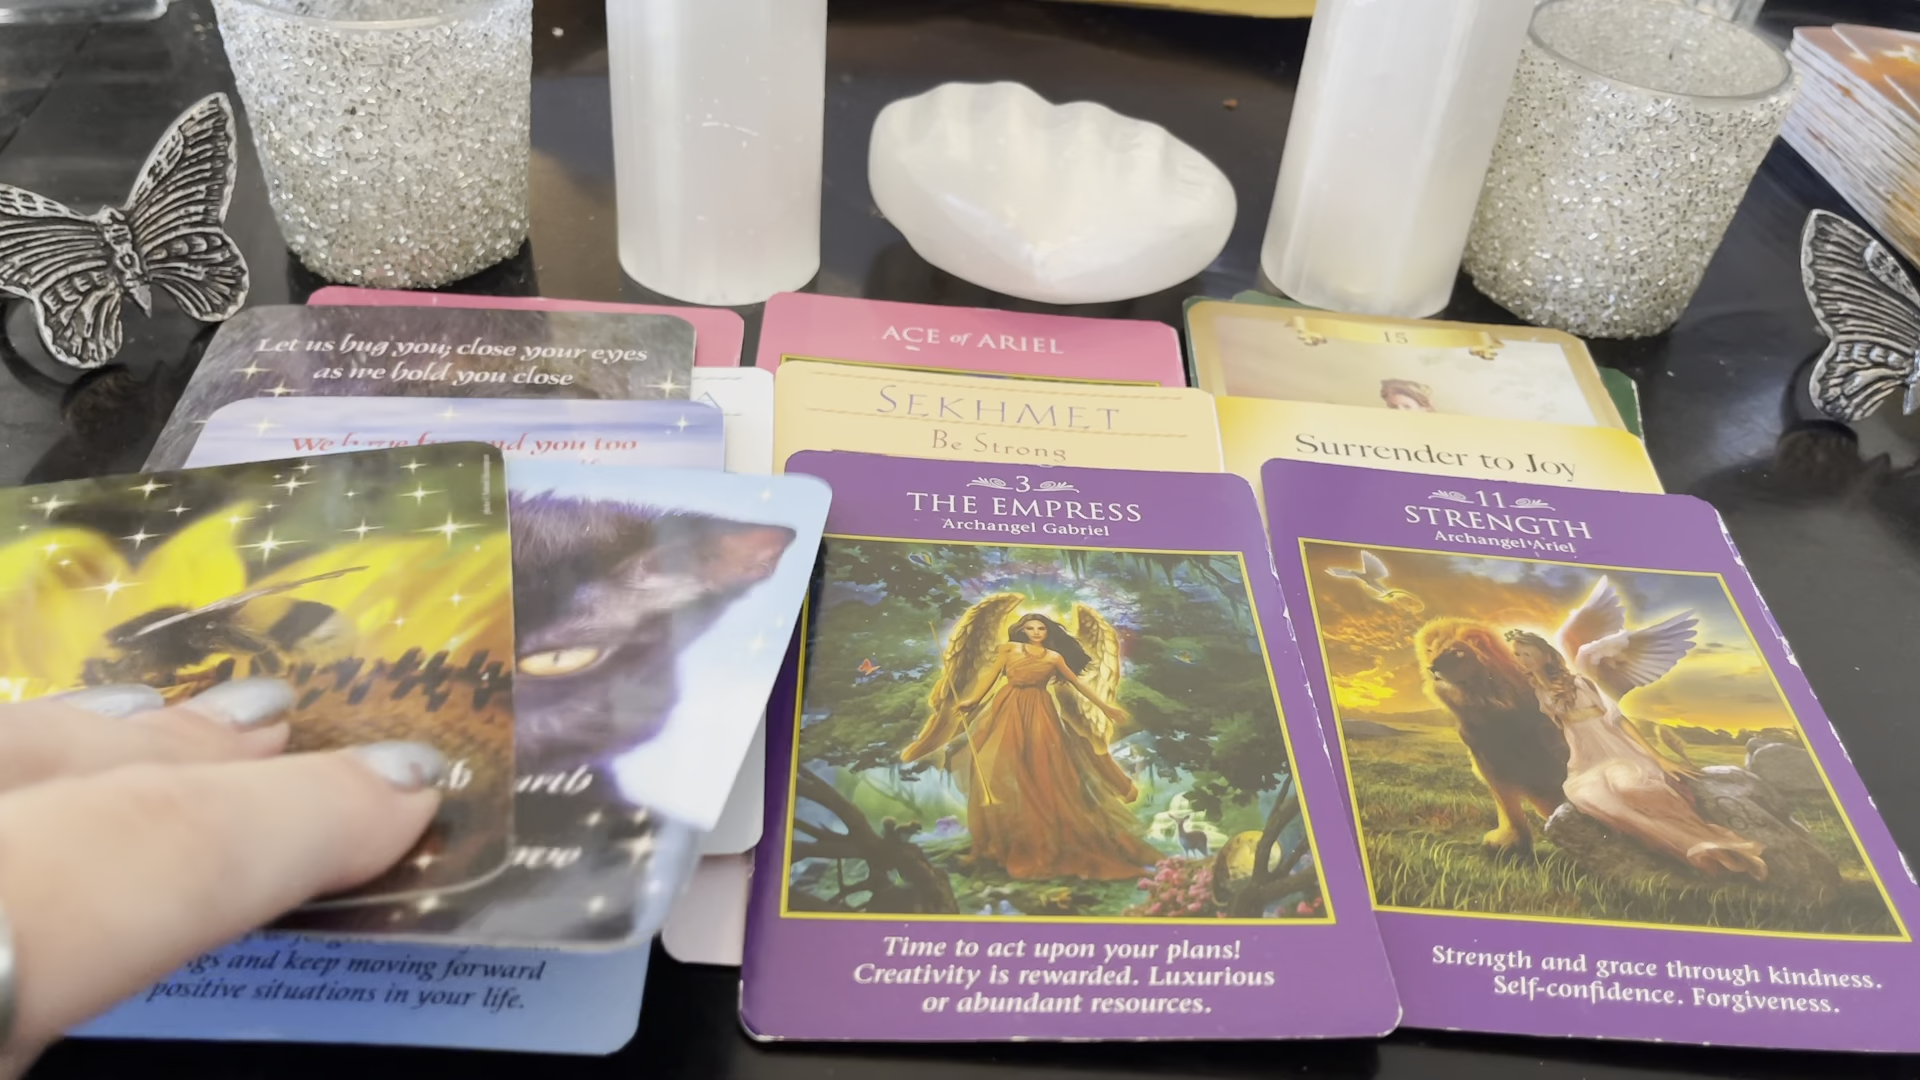 Let us hug you; close your eyes
as we hold you close
We
you too
ACE of ARIEL
SEKHMET
Be Strong
15
Surrender to Joy
3
THE EMPRESS
Archangel Gabriel
Time to act upon your plans!
Creativity is rewarded. Luxurious
or abundant resources.
11
STRENGTH
Archangel Ariel
Strength and grace through kindness.
Self-confidence. Forgiveness.
and keep moving forward
positive situations in your life.